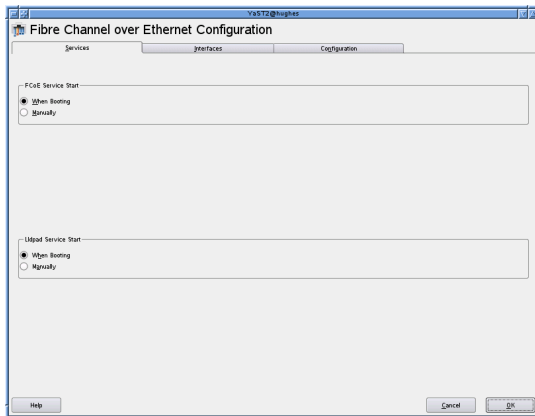 YaST2@hughes
Fibre Channel over Ethernet Configuration
Services
Interfaces
Configuration
FCoE Service Start
When Booting
Manually
Lldpad Service Start
When Booting
Manually
Help
Cancel
OK